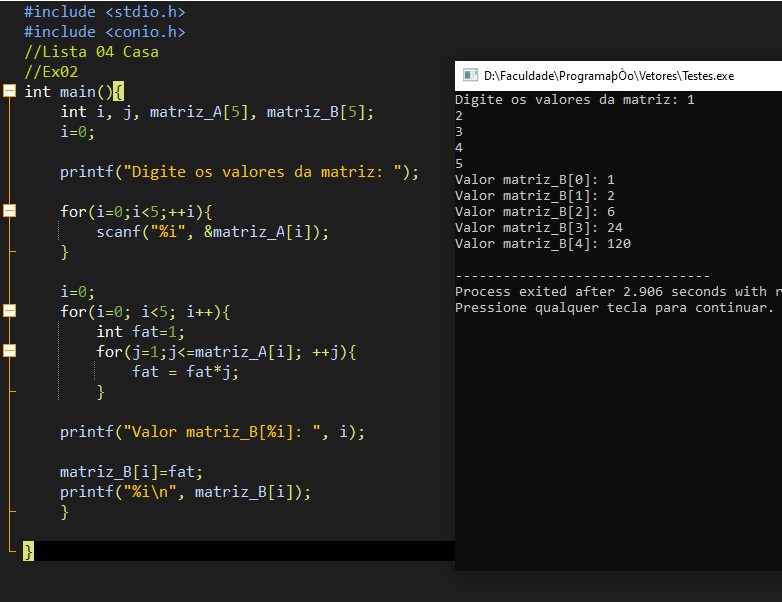 #include <stdio.h>
#include <conio.h>
//Lista 04 Casa
//Ex02
int main(){
int i, j, matriz_A[5], matriz_B[5];
i=0;
printf("Digite os valores da matriz: ");
for(i=0;i<5;++i){
scanf("%i", &matriz_A[i]);
}
i=0;
for(i=0; i<5; i++){
int fat=1;
for(j=1;j<=matriz_A[i]; ++j){
fat = fat*j;
}
printf("Valor matriz_B[%i]: ", i);
matriz_B[i]=fat;
printf("%i\n", matriz_B[i]);
}
}
D:\Faculdade\ProgramaþÒo\Vetores\Testes.exe
Digite os valores da matriz: 1
2
3
4
5
Valor matriz_B[0]: 1
Valor matriz_B[1]: 2
Valor matriz_B[2]: 6
Valor matriz_B[3]: 24
Valor matriz_B[4]: 120
--------------------------------
Process exited after 2.906 seconds with r
Pressione qualquer tecla para continuar.